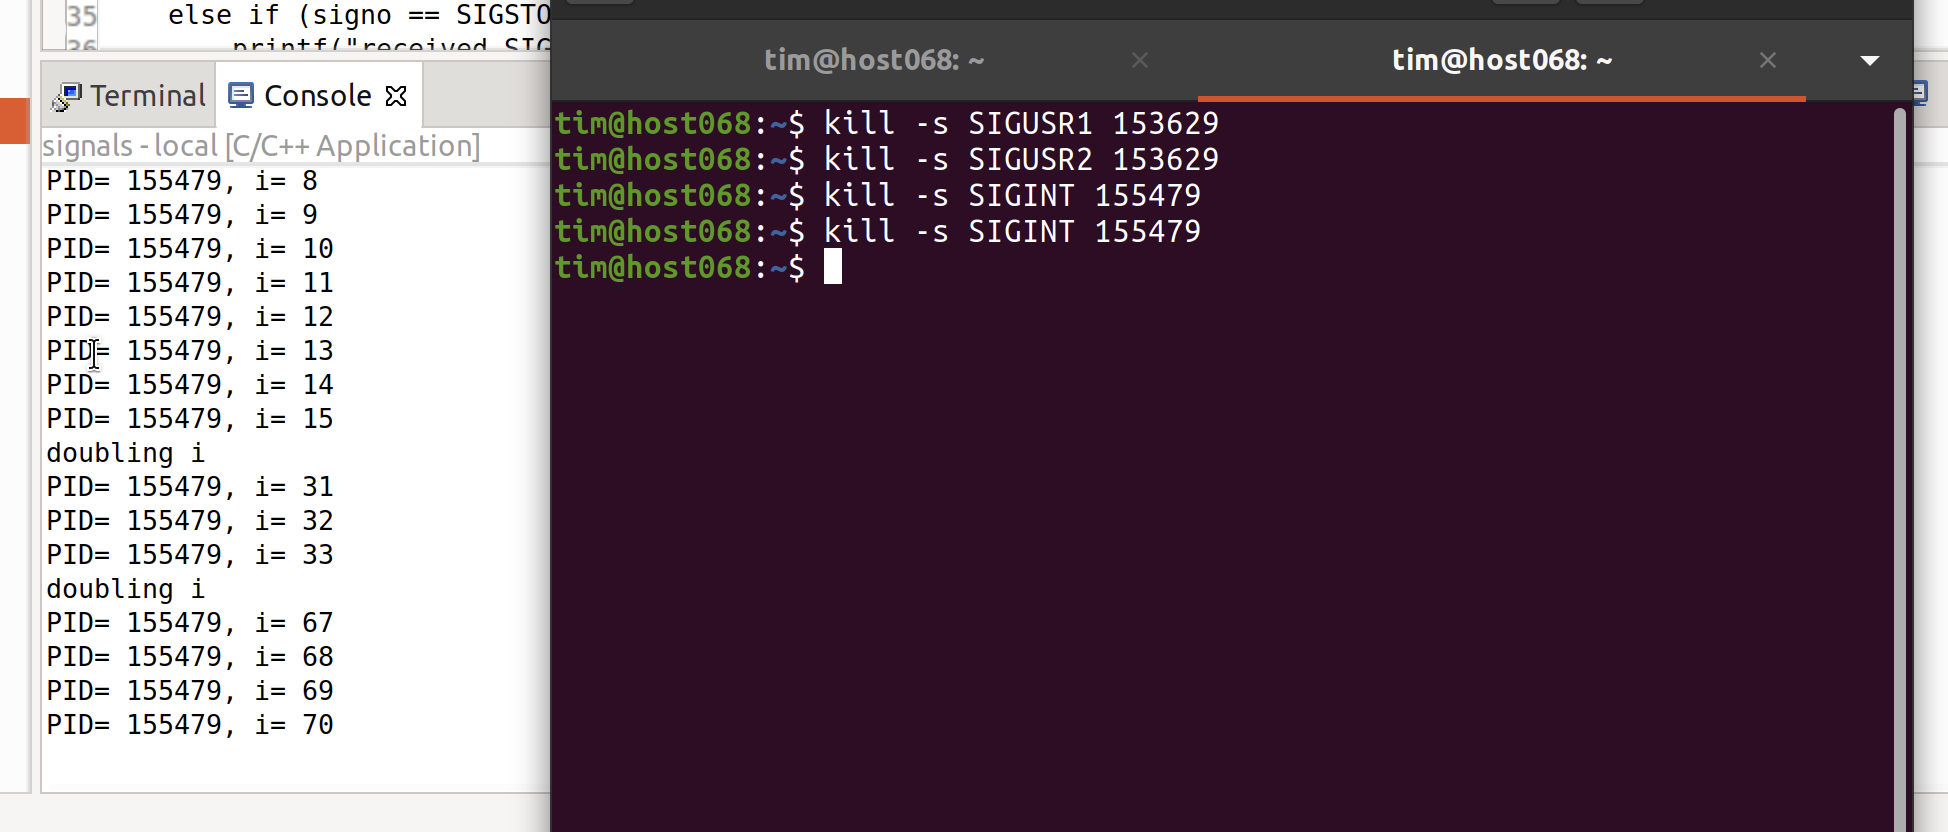 35 else if (signo == SIGSTO
36 printf("received SIG
Terminal Console
signals - local [C/C++ Application]
PID= 155479, i= 8
PID= 155479, i= 9
PID= 155479, i= 10
PID= 155479, i= 11
PID= 155479, i= 12
PID= 155479, i= 13
PID= 155479, i= 14
PID= 155479, i= 15
doubling i
PID= 155479, i= 31
PID= 155479, i= 32
PID= 155479, i= 33
doubling i
PID= 155479, i= 67
PID= 155479, i= 68
PID= 155479, i= 69
PID= 155479, i= 70
tim@host068: ~ tim@host068: ~
tim@host068:~$ kill -s SIGUSR1 153629
tim@host068:~$ kill -s SIGUSR2 153629
tim@host068:~$ kill -s SIGINT 155479
tim@host068:~$ kill -s SIGINT 155479
tim@host068:~$